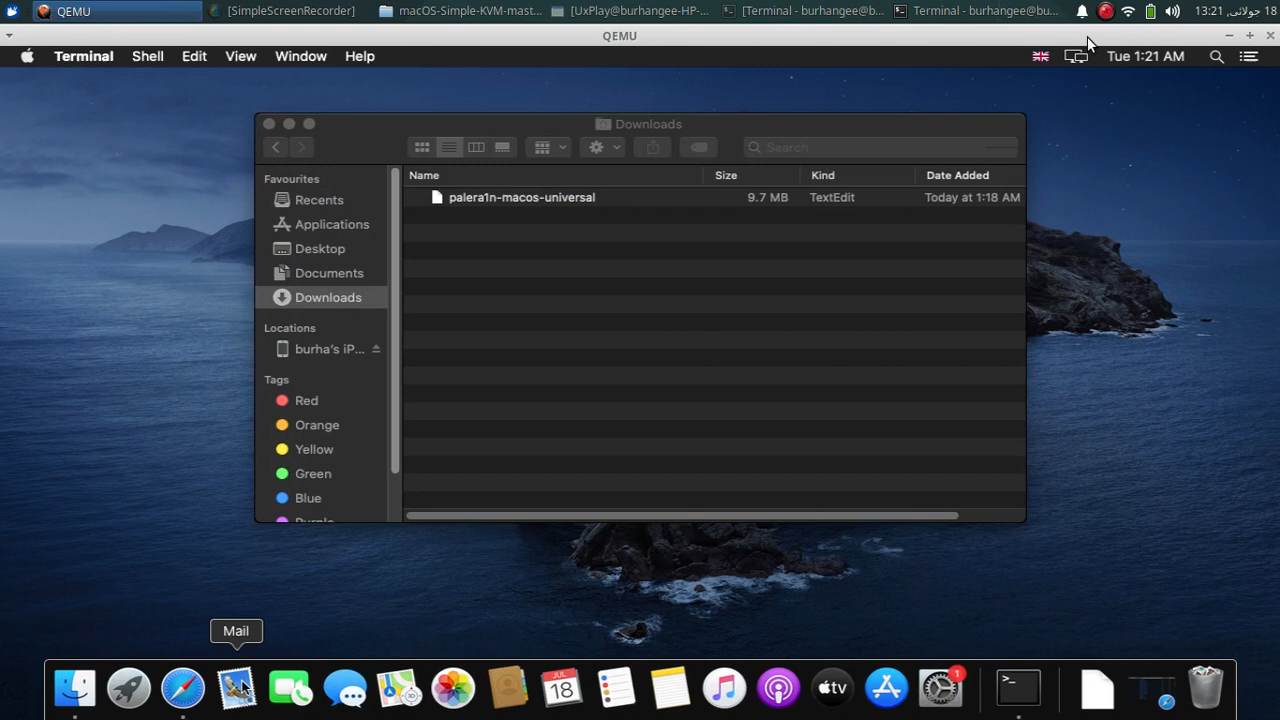 QEMU
[SimpleScreenRecorder]
macOS-Simple-KVM-mast...
[UxPlay@burhangee-HP-...
Terminal - burhangee@b...
Terminal - burhangee@bu...
18 جولائی, 13:21
QEMU
Terminal Shell Edit View Window Help
Tue 1:21 AM
Downloads
Search
Favourites
Recents
Applications
Desktop
Documents
Downloads
Locations
burha's iP...
Tags
Red
Orange
Yellow
Green
Blue
Purple
Name Size Kind Date Added
palera1n-macos-universal 9.7 MB TextEdit Today at 1:18 AM
Mail
JUL
18
tv
1
>_